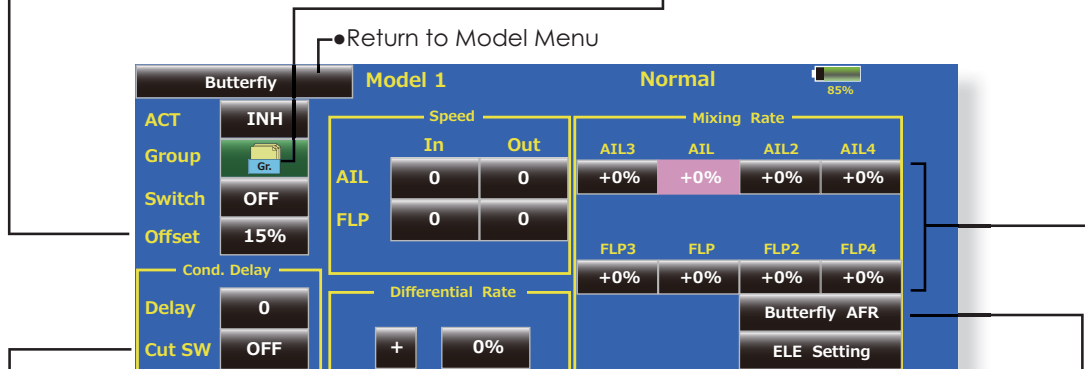 ●Return to Model Menu
Butterfly Model 1 Normal 85%
ACT INH
Group Gr.
Switch OFF
Offset 15%
Cond. Delay
Delay 0
Cut SW OFF
Speed
In Out
AIL 0 0
FLP 0 0
Differential Rate
+ 0%
Mixing Rate
AIL3 AIL AIL2 AIL4
+0% +0% +0% +0%
FLP3 FLP FLP2 FLP4
+0% +0% +0% +0%
Butterfly AFR
ELE Setting